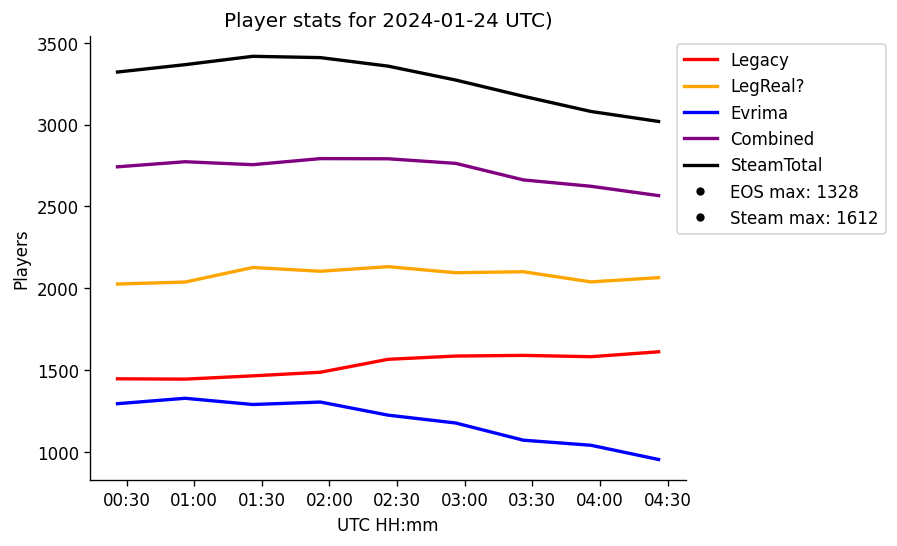 Player stats for 2024-01-24 UTC)
3500
3000
2500
2000
1500
1000
Players
00:30 01:00 01:30 02:00 02:30 03:00 03:30 04:00 04:30
UTC HH:mm
Legacy
LegReal?
Evrima
Combined
SteamTotal
EOS max: 1328
Steam max: 1612